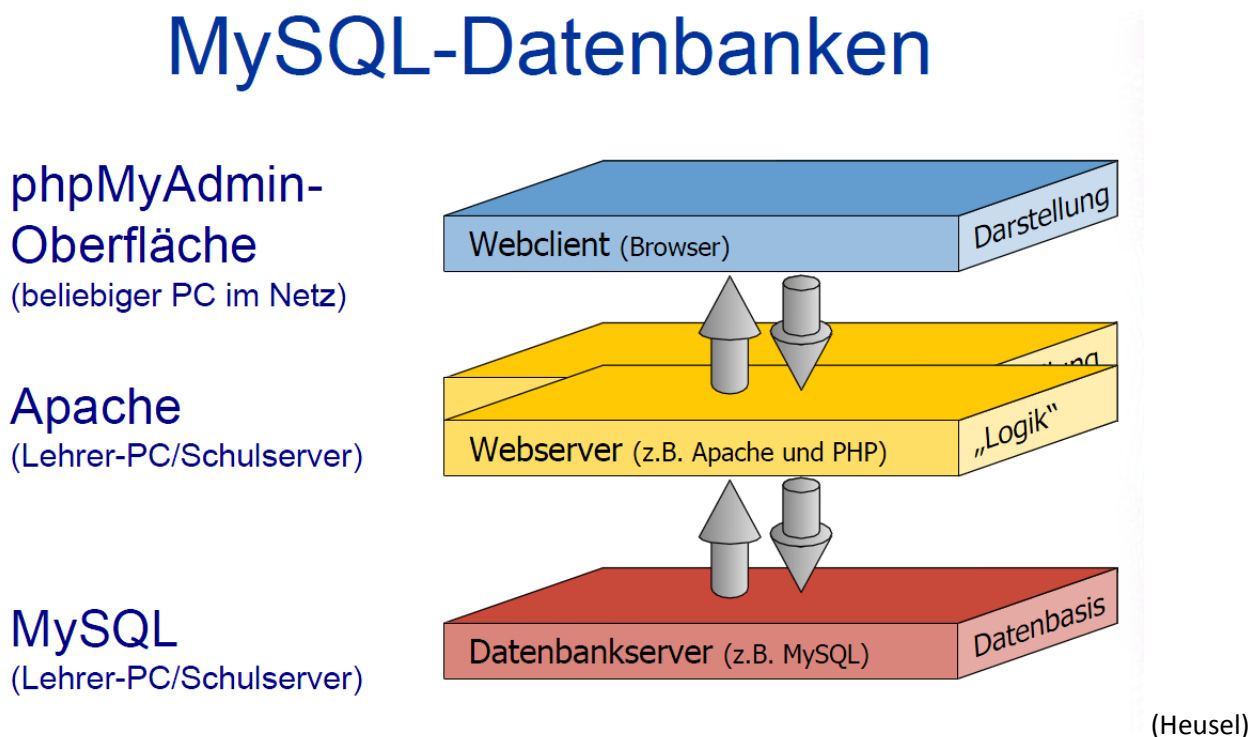 MySQL-Datenbanken
phpMyAdmin-
Oberfläche
(beliebiger PC im Netz)
Webclient (Browser)
Darstellung
Apache
(Lehrer-PC/Schulserver)
Webserver (z.B. Apache und PHP)
„Logik“
MySQL
(Lehrer-PC/Schulserver)
Datenbankserver (z.B. MySQL)
Datenbasis
(Heusel)